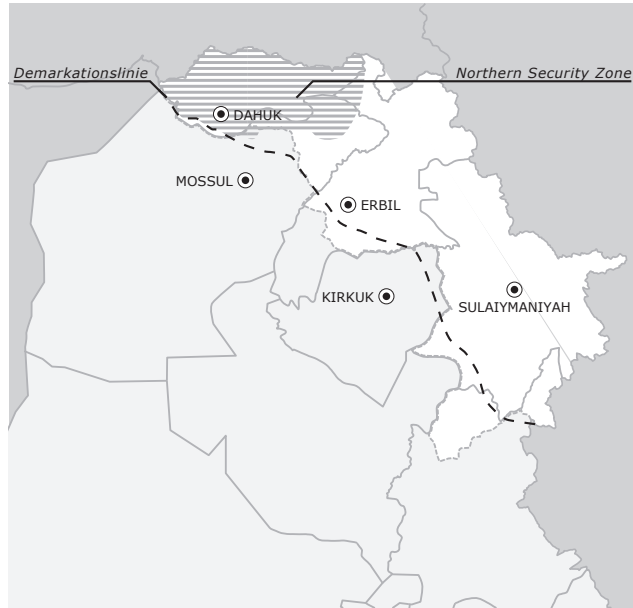 Demarkationslinie
Northern Security Zone
DAHUK
MOSSUL
ERBIL
KIRKUK
SULAIYMANIYAH